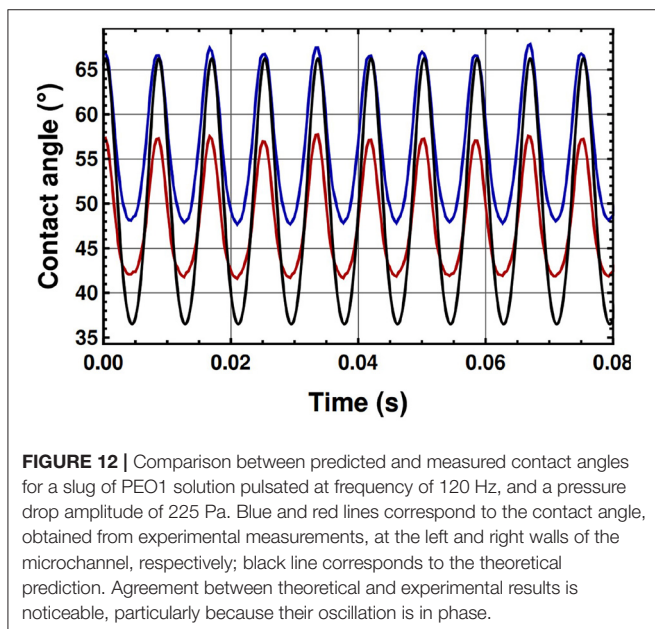 65
60
55
50
45
40
35
Contact angle (°)
0.00 0.02 0.04 0.06 0.08
Time (s)
FIGURE 12 | Comparison between predicted and measured contact angles
for a slug of PEO1 solution pulsated at frequency of 120 Hz, and a pressure
drop amplitude of 225 Pa. Blue and red lines correspond to the contact angle,
obtained from experimental measurements, at the left and right walls of the
microchannel, respectively; black line corresponds to the theoretical
prediction. Agreement between theoretical and experimental results is
noticeable, particularly because their oscillation is in phase.